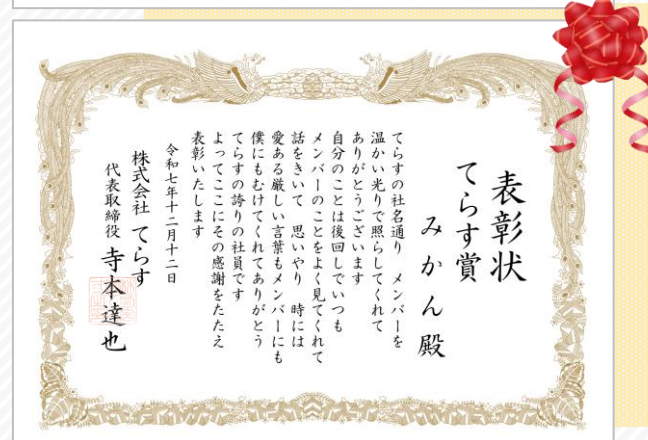 表彰状
てらす賞
みかん殿
てらすの社名通り メンバーを
温かい光りで照らしてくれて
ありがとうございます
自分のことは後回しでいつも
メンバーのことをよく見てくれて
話をきいて 思いやり 時には
愛ある厳しい言葉もメンバーにも
僕にもむけてくれてありがとう
てらすの誇りの社員です
よってここにその感謝をたたえ
表彰いたします
令和七年十二月十二日
株式会社 てらす
代表取締役 寺本達也